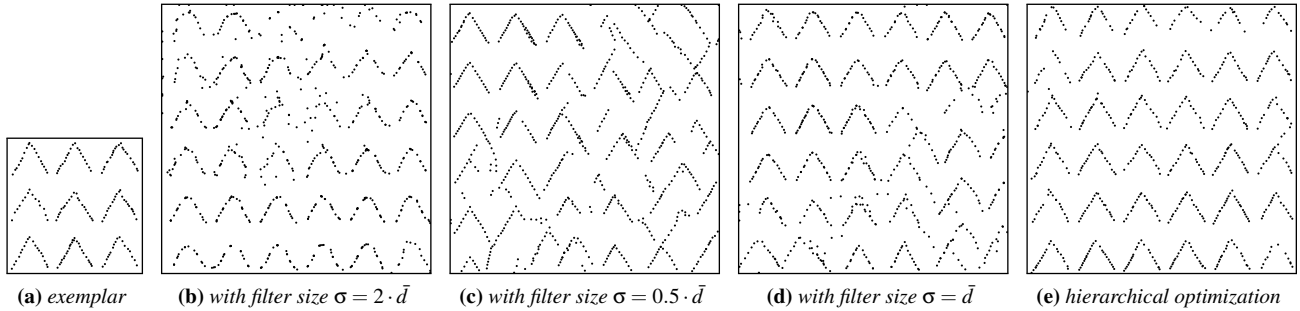 (a) exemplar
(b) with filter size σ = 2 · d̄
(c) with filter size σ = 0.5 · d̄
(d) with filter size σ = d̄
(e) hierarchical optimization